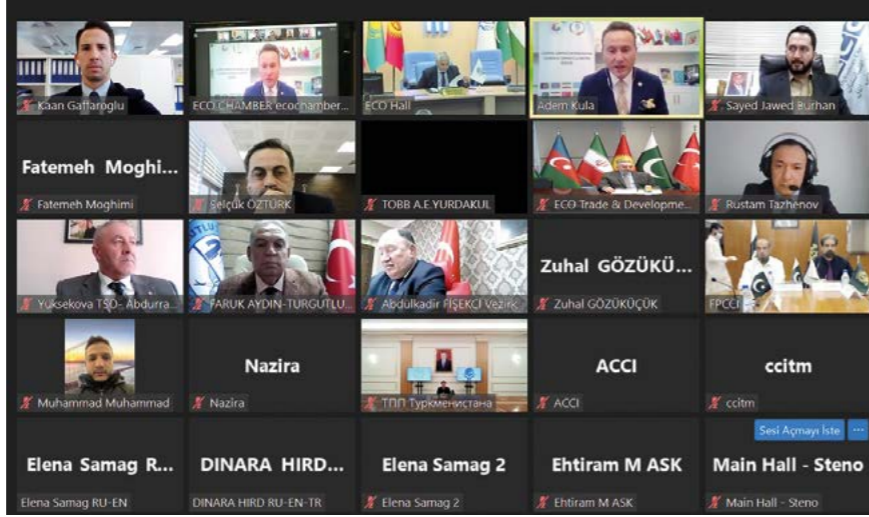 Kaan Gaffaroglu
ECO CHAMBER ecochamber...
ECO Hall
Adem Kula
Sayed Jawed Burhan
Fatemeh Moghi...
Fatemeh Moghimi
Selçuk ÖZTÜRK
TOBB A.E.YURDAKUL
ECO Trade & Developme...
Rustam Tazhenov
Yüksekova TSO- Abdurra...
FARUK AYDIN-TURGUTLU...
Abdülkadir FİŞEKCİ Vezirk...
Zuhal GÖZÜKÜ...
Zuhal GÖZÜKÜÇÜK
FPCCI
Muhammad Muhammad
Nazira
Nazira
ТПП Туркменистана
ACCI
ACCI
ccitm
ccitm
Sesi Açmayı İste ...
Elena Samag R...
Elena Samag RU-EN
DINARA HIRD...
DINARA HIRD RU-EN-TR
Elena Samag 2
Elena Samag 2
Ehtiram M ASK
Ehtiram M ASK
Main Hall - Steno
Main Hall - Steno